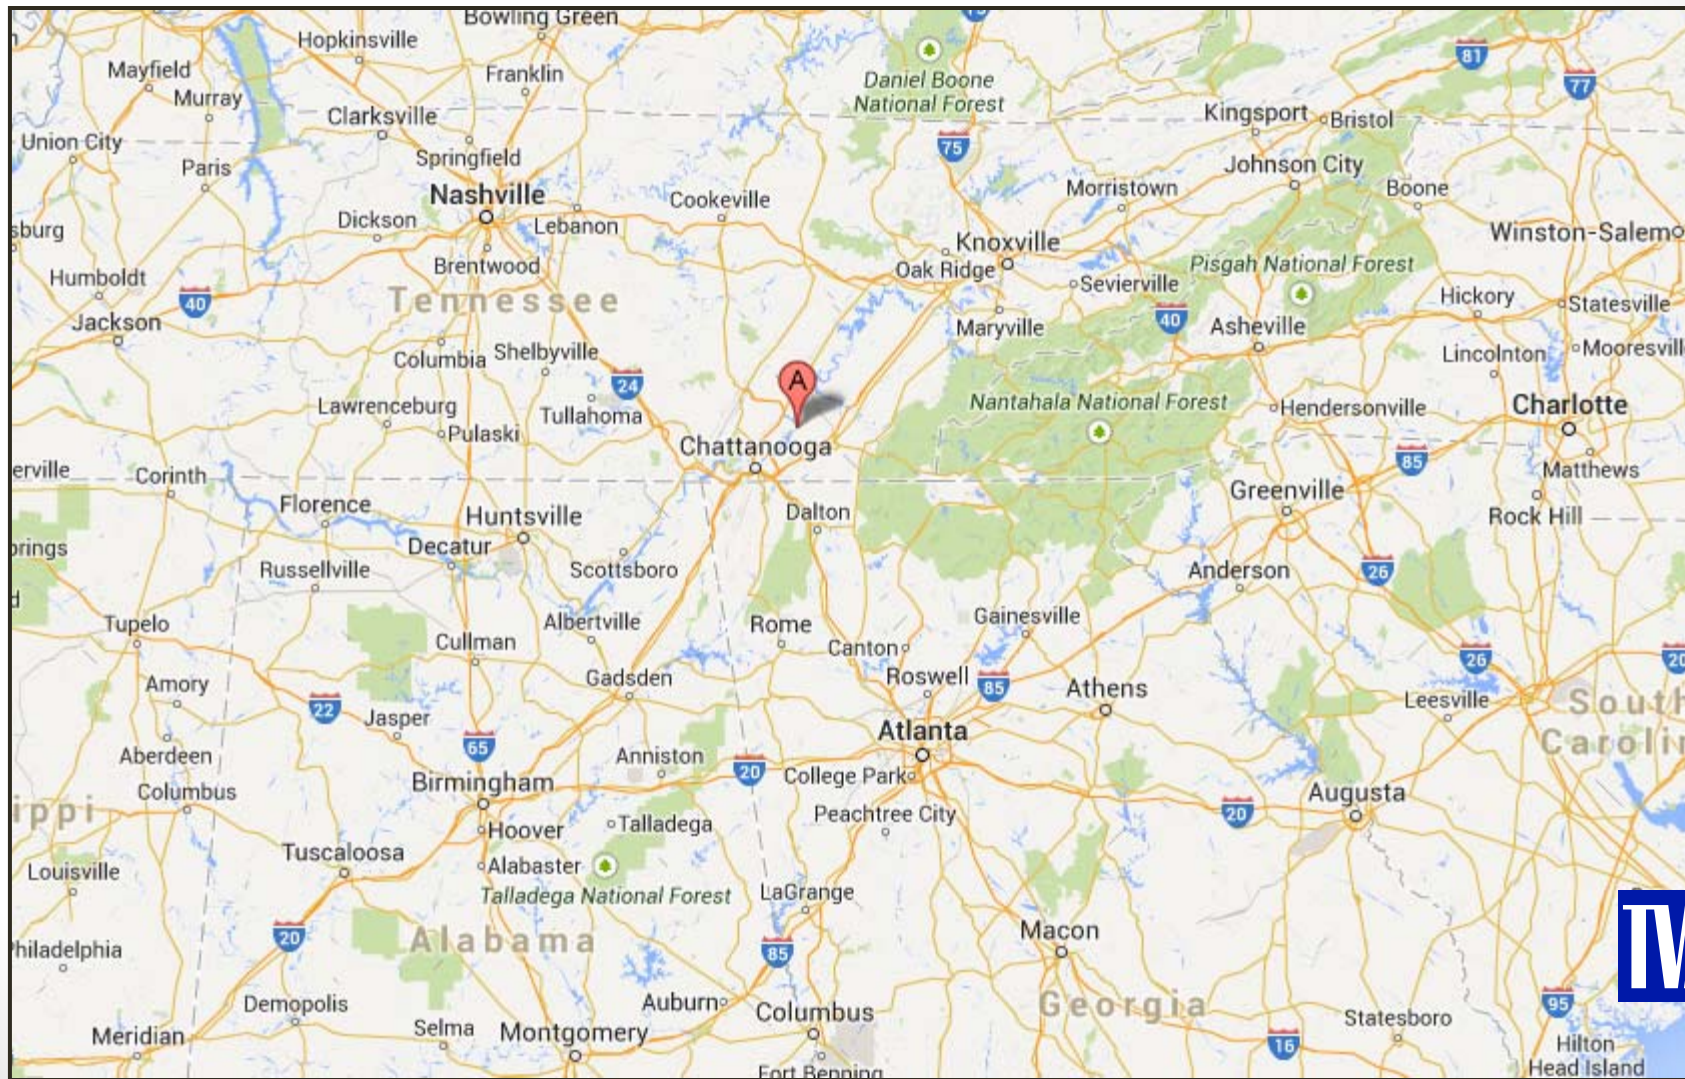 Bowling Green
Hopkinsville
Mayfield
Franklin
Murray
Daniel Boone
National Forest
81
77
Clarksville
Kingsport
Bristol
Union City
75
Springfield
Paris
Johnson City
Nashville
Cookeville
Morristown
Boone
Dickson
Lebanon
sburg
Winston-Salem
Knoxville
Brentwood
Oak Ridge
Pisgah National Forest
Humboldt
Sevierville
Tennessee
40
Hickory
Statesville
Jackson
Maryville
40
Asheville
Columbia
Shelbyville
Lincolnton
Mooresvill
24
A
Lawrenceburg
Tullahoma
Nantahala National Forest
Hendersonville
Charlotte
Pulaski
Chattanooga
85
erville
Corinth
Matthews
Greenville
Florence
Huntsville
Dalton
Rock Hill
orings
Decatur
Russellville
Scottsboro
Anderson
26
d
Tupelo
Albertville
Rome
Gainesville
Cullman
Canton
26
20
Gadsden
Roswell
Amory
85
Athens
Leesville
South
Carolin
22
Jasper
65
Atlanta
Aberdeen
Anniston
20
College Park
Birmingham
Columbus
Augusta
ippi
Peachtree City
20
Hoover
Talladega
Tuscaloosa
Alabaster
Louisville
Talladega National Forest
LaGrange
Macon
20
Alabama
85
Philadelphia
TV
Demopolis
Auburn
Columbus
Georgia
95
Meridian
Selma
Montgomery
Statesboro
16
Hilton
Head Island
Fort Benning